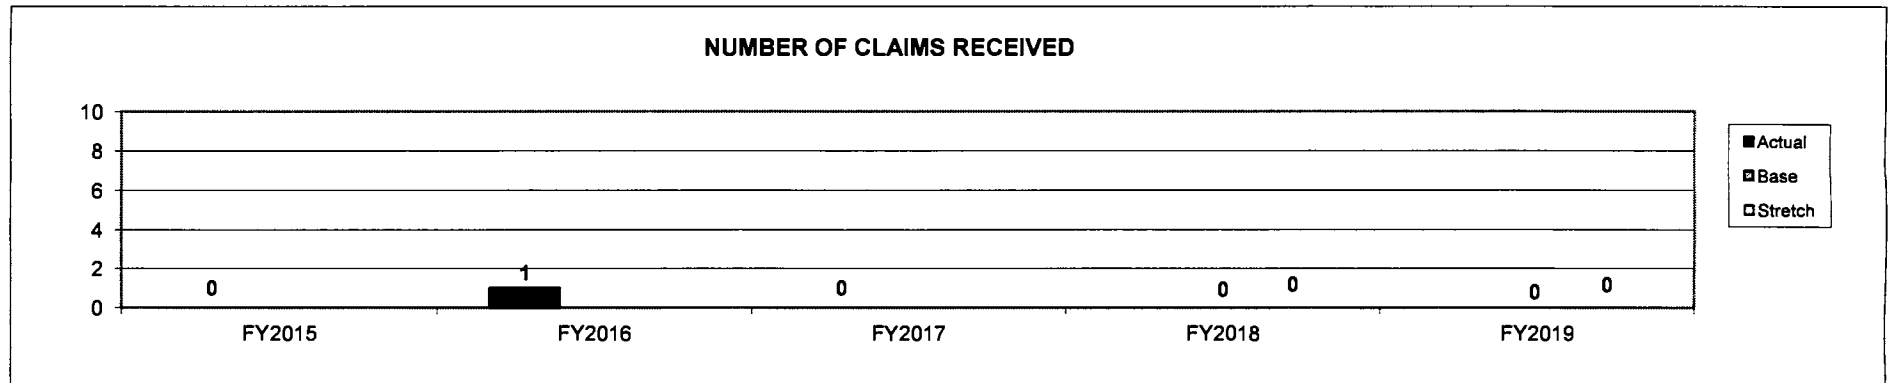 NUMBER OF CLAIMS RECEIVED
10
8
6
4
2
0
0
1
0
0
0
0
0
FY2015
FY2016
FY2017
FY2018
FY2019
Actual
Base
Stretch